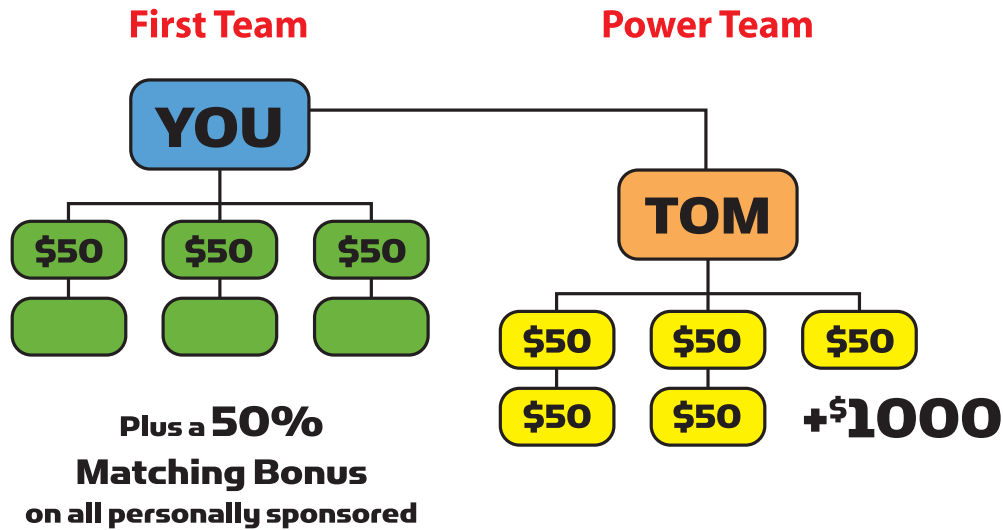 First Team
Power Team
YOU
TOM
$50 $50 $50
$50 $50 $50
$50 $50 +$1000
Plus a 50%
Matching Bonus
on all personally sponsored